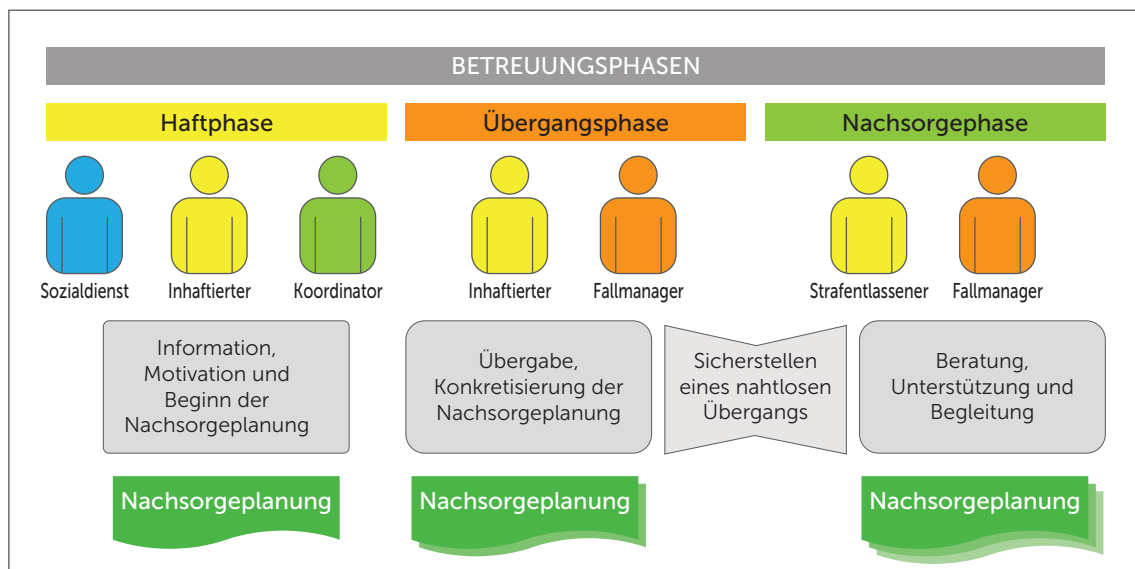 BETREUUNGSPHASEN
Haftphase
Übergangsphase
Nachsorgephase
Sozialdienst
Inhaftierter
Koordinator
Inhaftierter
Fallmanager
Strafentlassener
Fallmanager
Information,
Motivation und
Beginn der
Nachsorgeplanung
Übergabe,
Konkretisierung der
Nachsorgeplanung
Sicherstellen
eines nahtlosen
Übergangs
Beratung,
Unterstützung und
Begleitung
Nachsorgeplanung
Nachsorgeplanung
Nachsorgeplanung